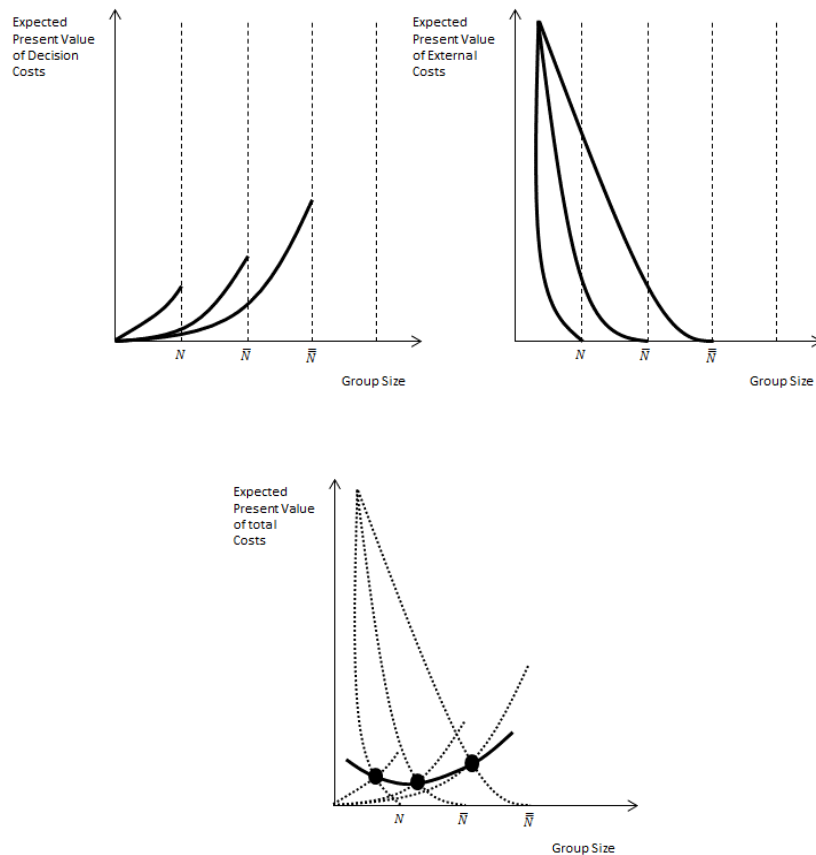 Expected
Present Value
of Decision
Costs
N
N̅
N̿
Group Size
Expected
Present Value
of External
Costs
N
N̅
N̿
Group Size
Expected
Present Value
of total
Costs
N
N̅
N̿
Group Size